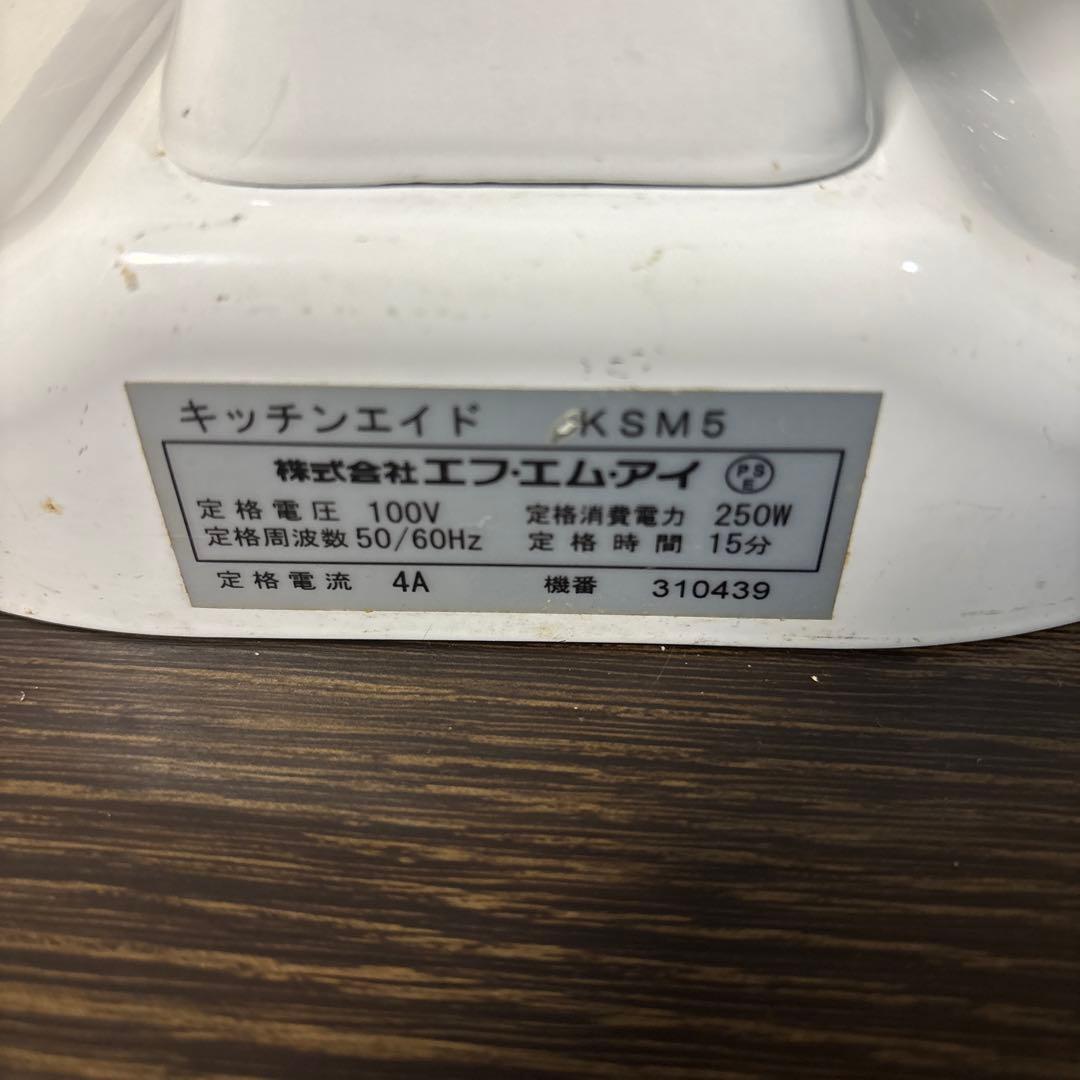 キッチンエイド KSM5
株式会社 エフ・エム・アイ PSE
定格電圧 100V 定格消費電力 250W
定格周波数 50/60Hz 定格時間 15分
定格電流 4A 機番 310439